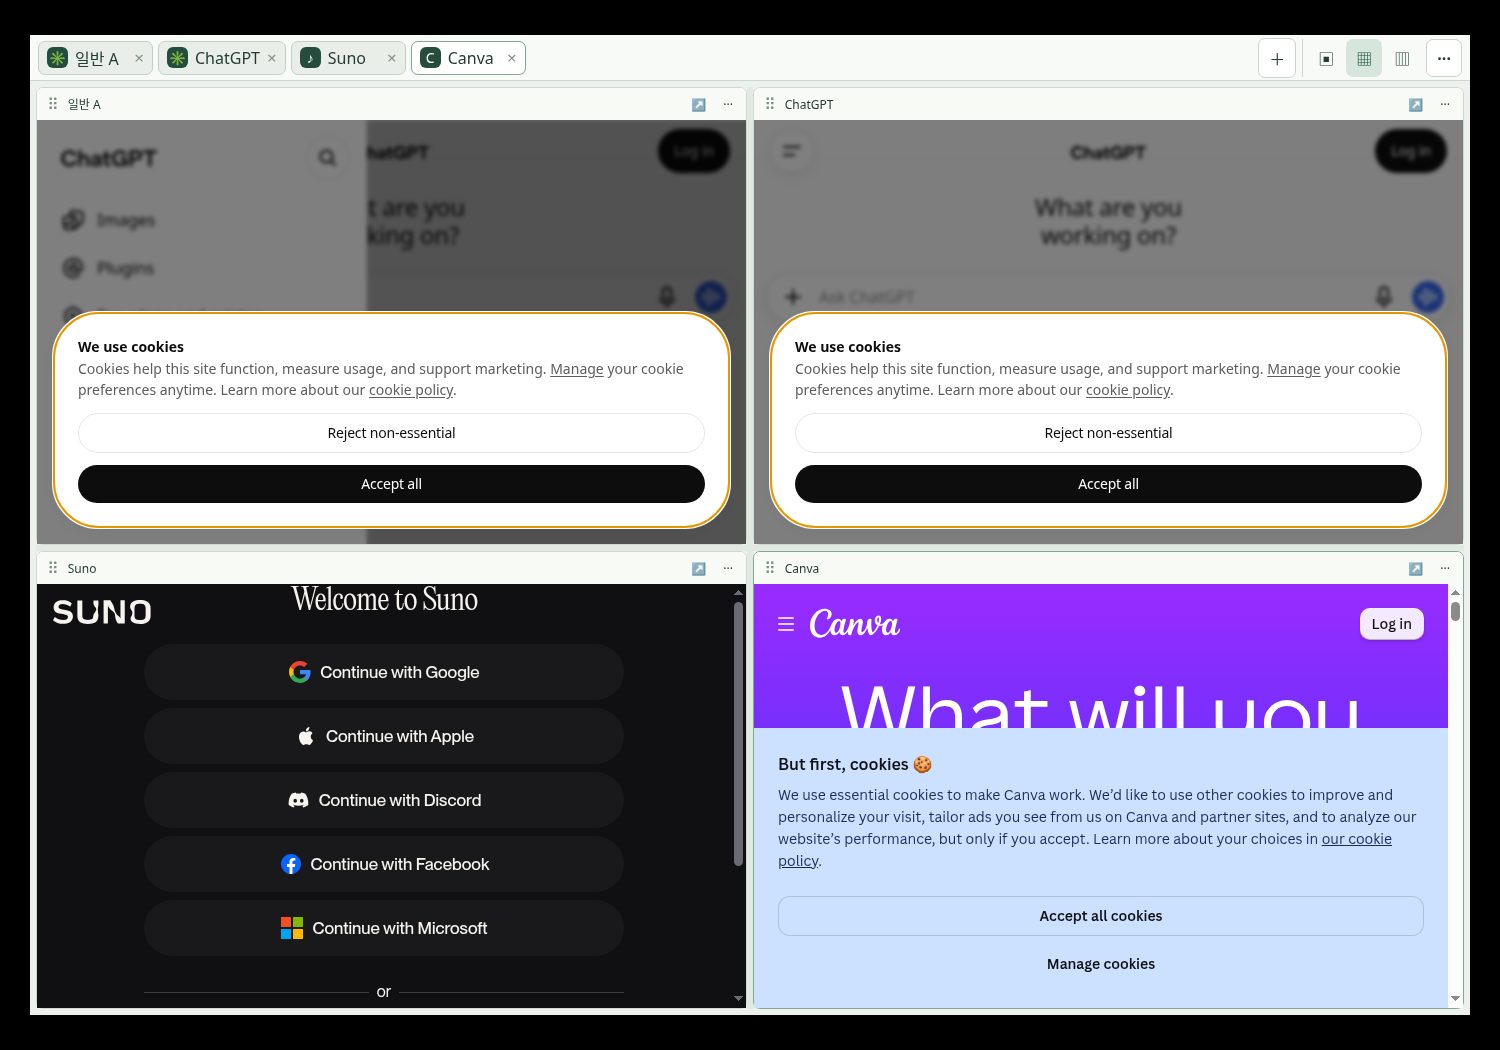 일반 A
ChatGPT
Suno
Canva
일반 A
ChatGPT
ChatGPT
ChatGPT
Log in
Images
Plugins
t are you
king on?
We use cookies
Cookies help this site function, measure usage, and support marketing. Manage your cookie
preferences anytime. Learn more about our cookie policy.
Reject non-essential
Accept all
ChatGPT
Log in
What are you
working on?
Ask ChatGPT
We use cookies
Cookies help this site function, measure usage, and support marketing. Manage your cookie
preferences anytime. Learn more about our cookie policy.
Reject non-essential
Accept all
Suno
SUNO
Welcome to Suno
Continue with Google
Continue with Apple
Continue with Discord
Continue with Facebook
Continue with Microsoft
or
Canva
Canva
Log in
What will you
But first, cookies 🍪
We use essential cookies to make Canva work. We’d like to use other cookies to improve and
personalize your visit, tailor ads you see from us on Canva and partner sites, and to analyze our
website’s performance, but only if you accept. Learn more about your choices in our cookie
policy.
Accept all cookies
Manage cookies